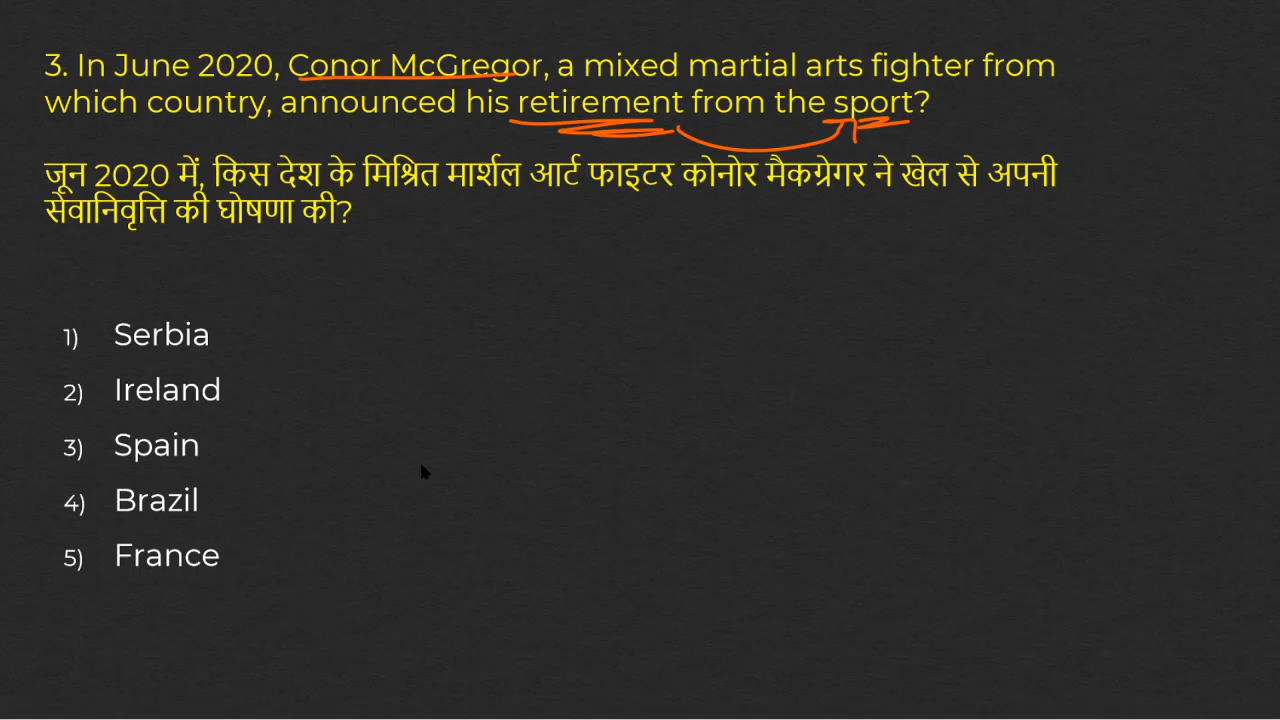 3. In June 2020, Conor McGregor, a mixed martial arts fighter from
which country, announced his retirement from the sport?
जून 2020 में, किस देश के मिश्रित मार्शल आर्ट फाइटर कोनोर मैकग्रेगर ने खेल से अपनी
सेवानिवृत्ति की घोषणा की?
1) Serbia
2) Ireland
3) Spain
4) Brazil
5) France